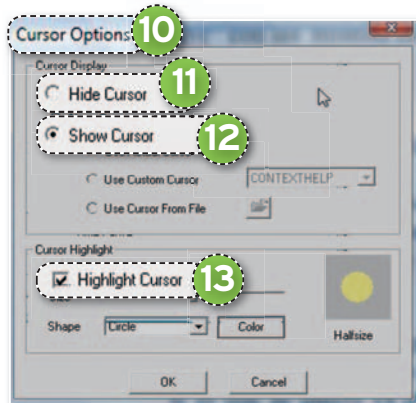 Cursor Options 10
Cursor Display
Hide Cursor 11
Show Cursor 12
Use Custom Cursor CONTEXTHELP
Use Cursor From File
Cursor Highlight
Highlight Cursor 13
Shape Circle Color
Halfsize
OK Cancel